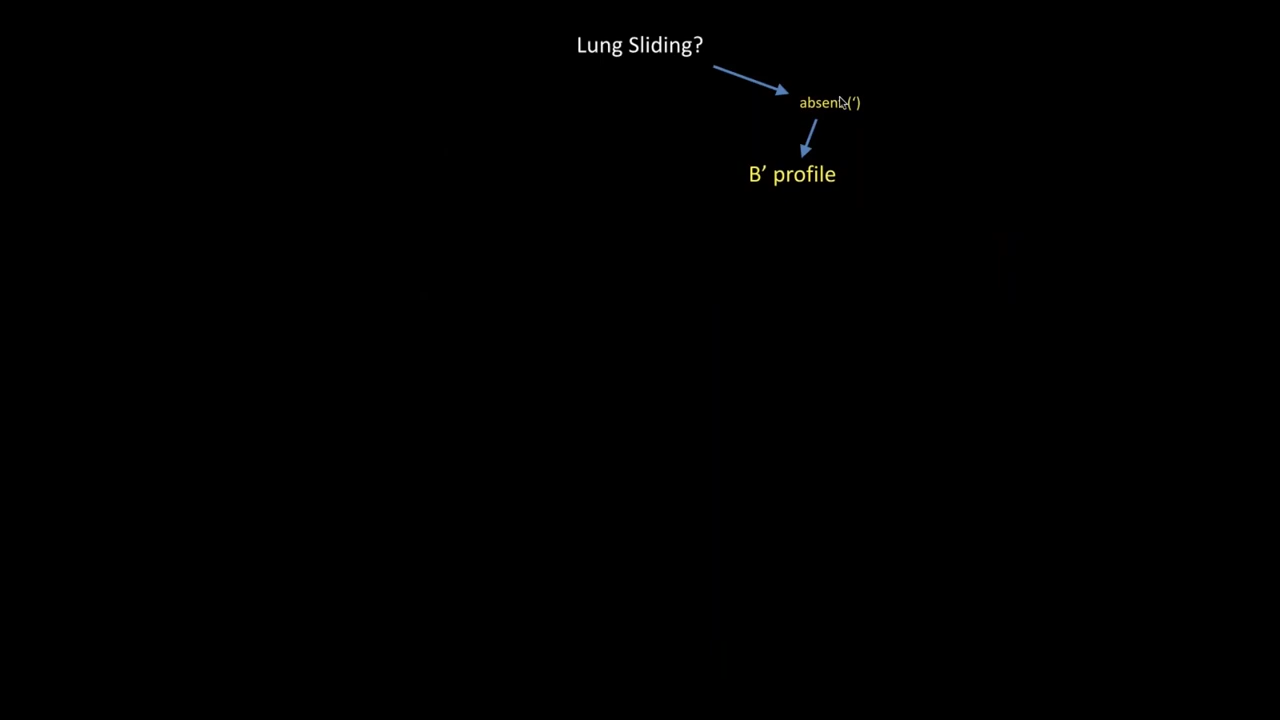 Lung Sliding?
absent (‘)
B’ profile